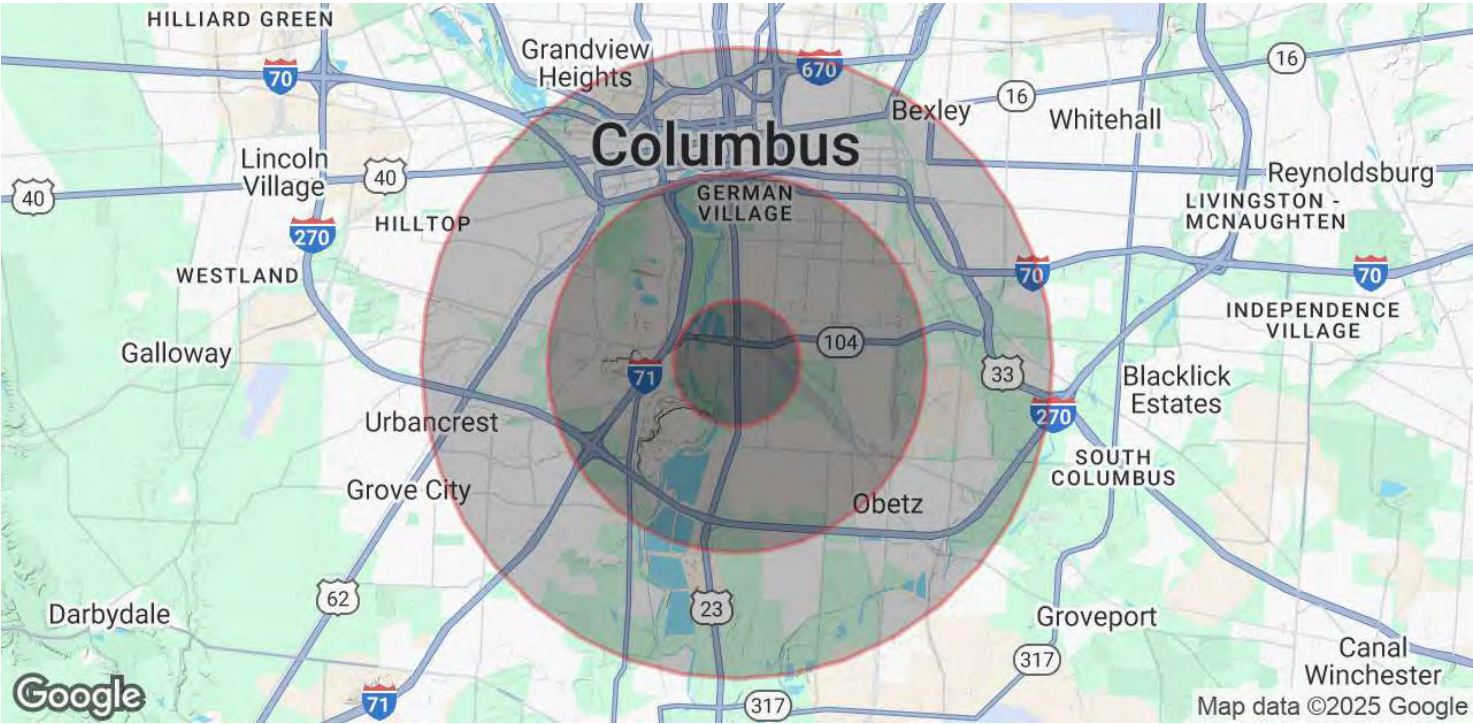 HILLIARD GREEN
Grandview
Heights
670
70
16
16
Bexley
Whitehall
Columbus
Lincoln
Village
40
40
Reynoldsburg
GERMAN
VILLAGE
LIVINGSTON -
MCNAUGHTEN
HILLTOP
270
WESTLAND
70
70
INDEPENDENCE
VILLAGE
Galloway
104
71
33
Blacklick
Estates
270
Urbancrest
SOUTH
COLUMBUS
Grove City
Obetz
62
23
Darbydale
Groveport
317
Canal
Winchester
Google
71
317
Map data ©2025 Google